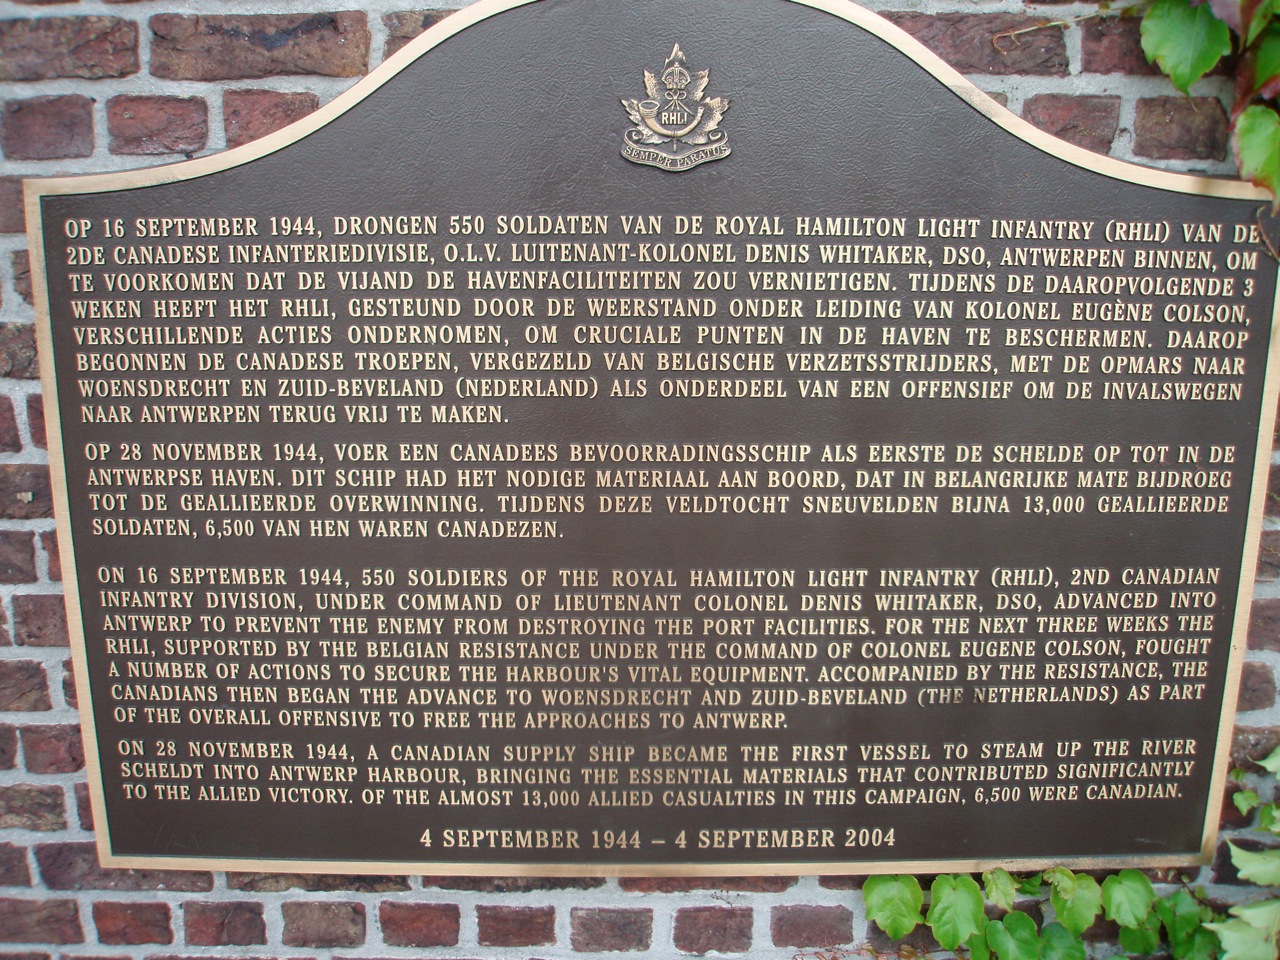 RHLI
SEMPER PARATUS
OP 16 SEPTEMBER 1944, DRONGEN 550 SOLDATEN VAN DE ROYAL HAMILTON LIGHT INFANTRY (RHLI) VAN DE
2DE CANADESE INFANTERIEDIVISIE, O.L.V. LUITENANT-KOLONEL DENIS WHITAKER, DSO, ANTWERPEN BINNEN, OM
TE VOORKOMEN DAT DE VIJAND DE HAVENFACILITEITEN ZOU VERNIETIGEN. TIJDENS DE DAAROPVOLGENDE 3
WEKEN HEEFT HET RHLI, GESTEUND DOOR DE WEERSTAND ONDER LEIDING VAN KOLONEL EUGÈNE COLSON,
VERSCHILLENDE ACTIES ONDERNOMEN, OM CRUCIALE PUNTEN IN DE HAVEN TE BESCHERMEN. DAAROP
BEGONNEN DE CANADESE TROEPEN, VERGEZELD VAN BELGISCHE VERZETSSTRIJDERS, MET DE OPMARS NAAR
WOENSDRECHT EN ZUID-BEVELAND (NEDERLAND) ALS ONDERDEEL VAN EEN OFFENSIEF OM DE INVALSWEGEN
NAAR ANTWERPEN TERUG VRIJ TE MAKEN.
OP 28 NOVEMBER 1944, VOER EEN CANADEES BEVOORRADINGSSCHIP ALS EERSTE DE SCHELDE OP TOT IN DE
ANTWERPSE HAVEN. DIT SCHIP HAD HET NODIGE MATERIAAL AAN BOORD, DAT IN BELANGRIJKE MATE BIJDROEG
TOT DE GEALLIEERDE OVERWINNING. TIJDENS DEZE VELDTOCHT SNEUVELDEN BIJNA 13,000 GEALLIEERDE
SOLDATEN, 6,500 VAN HEN WAREN CANADEZEN.
ON 16 SEPTEMBER 1944, 550 SOLDIERS OF THE ROYAL HAMILTON LIGHT INFANTRY (RHLI), 2ND CANADIAN
INFANTRY DIVISION, UNDER COMMAND OF LIEUTENANT COLONEL DENIS WHITAKER, DSO, ADVANCED INTO
ANTWERP TO PREVENT THE ENEMY FROM DESTROYING THE PORT FACILITIES. FOR THE NEXT THREE WEEKS THE
RHLI, SUPPORTED BY THE BELGIAN RESISTANCE UNDER THE COMMAND OF COLONEL EUGENE COLSON, FOUGHT
A NUMBER OF ACTIONS TO SECURE THE HARBOUR'S VITAL EQUIPMENT. ACCOMPANIED BY THE RESISTANCE, THE
CANADIANS THEN BEGAN THE ADVANCE TO WOENSDRECHT AND ZUID-BEVELAND (THE NETHERLANDS) AS PART
OF THE OVERALL OFFENSIVE TO FREE THE APPROACHES TO ANTWERP.
ON 28 NOVEMBER 1944, A CANADIAN SUPPLY SHIP BECAME THE FIRST VESSEL TO STEAM UP THE RIVER
SCHELDT INTO ANTWERP HARBOUR, BRINGING THE ESSENTIAL MATERIALS THAT CONTRIBUTED SIGNIFICANTLY
TO THE ALLIED VICTORY. OF THE ALMOST 13,000 ALLIED CASUALTIES IN THIS CAMPAIGN, 6,500 WERE CANADIAN.
4 SEPTEMBER 1944 – 4 SEPTEMBER 2004